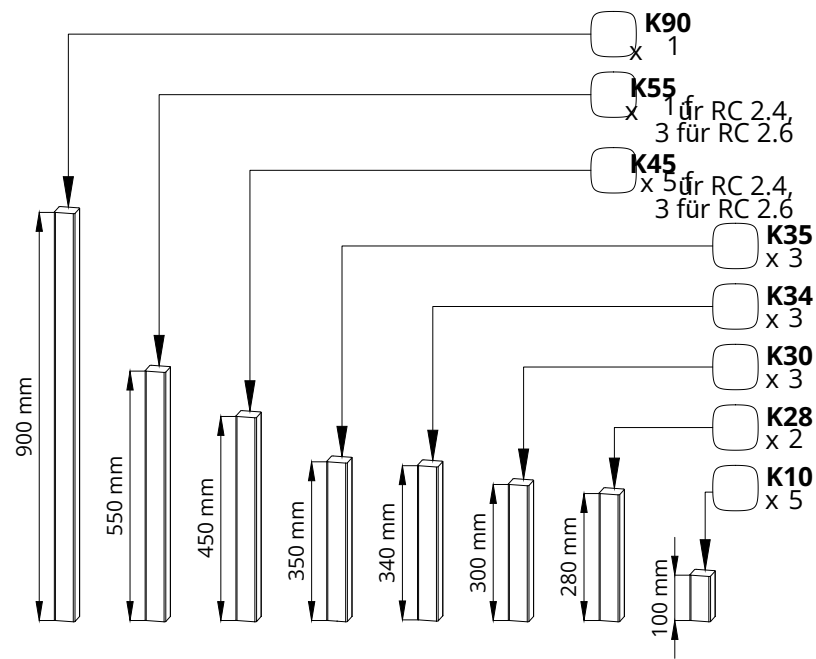 K90
x 1
K55
x 1 für RC 2.4,
3 für RC 2.6
K45
x 5 für RC 2.4,
3 für RC 2.6
K35
x 3
K34
x 3
K30
x 3
K28
x 2
K10
x 5
900 mm
550 mm
450 mm
350 mm
340 mm
300 mm
280 mm
100 mm